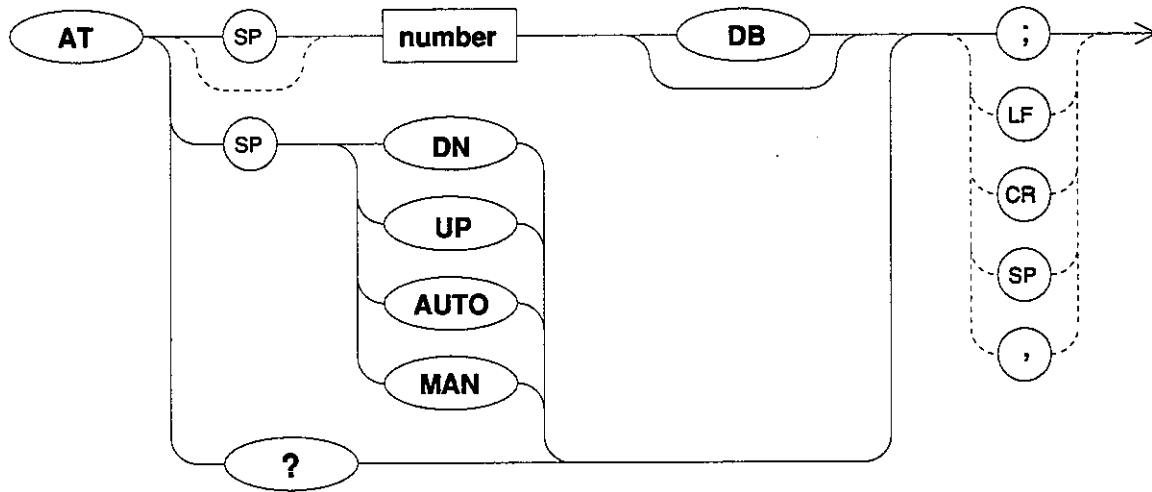 AT SP number DB ;
LF
SP DN
CR
UP
SP
AUTO
,
MAN
?